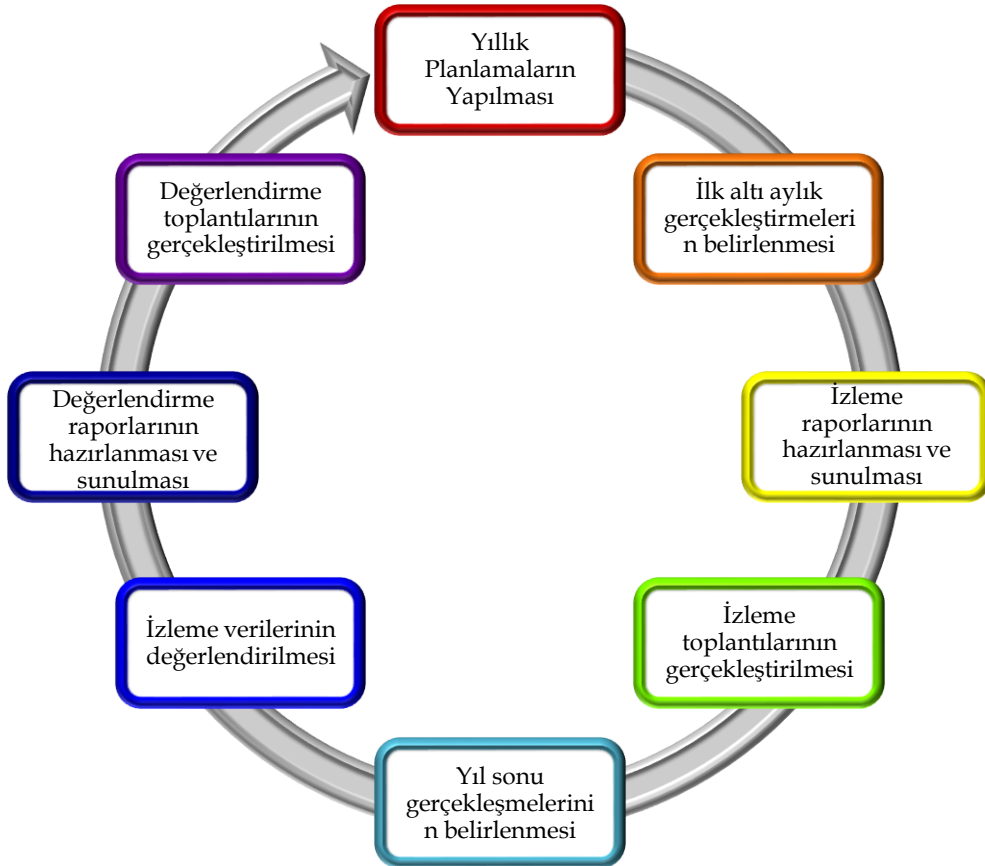 Yıllık
Planlamaların
Yapılması
İlk altı aylık
gerçekleştirmeleri
n belirlenmesi
İzleme
raporlarının
hazırlanması ve
sunulması
İzleme
toplantılarının
gerçekleştirilmesi
Yıl sonu
gerçekleşmelerini
n belirlenmesi
İzleme verilerinin
değerlendirilmesi
Değerlendirme
raporlarının
hazırlanması ve
sunulması
Değerlendirme
toplantılarının
gerçekleştirilmesi